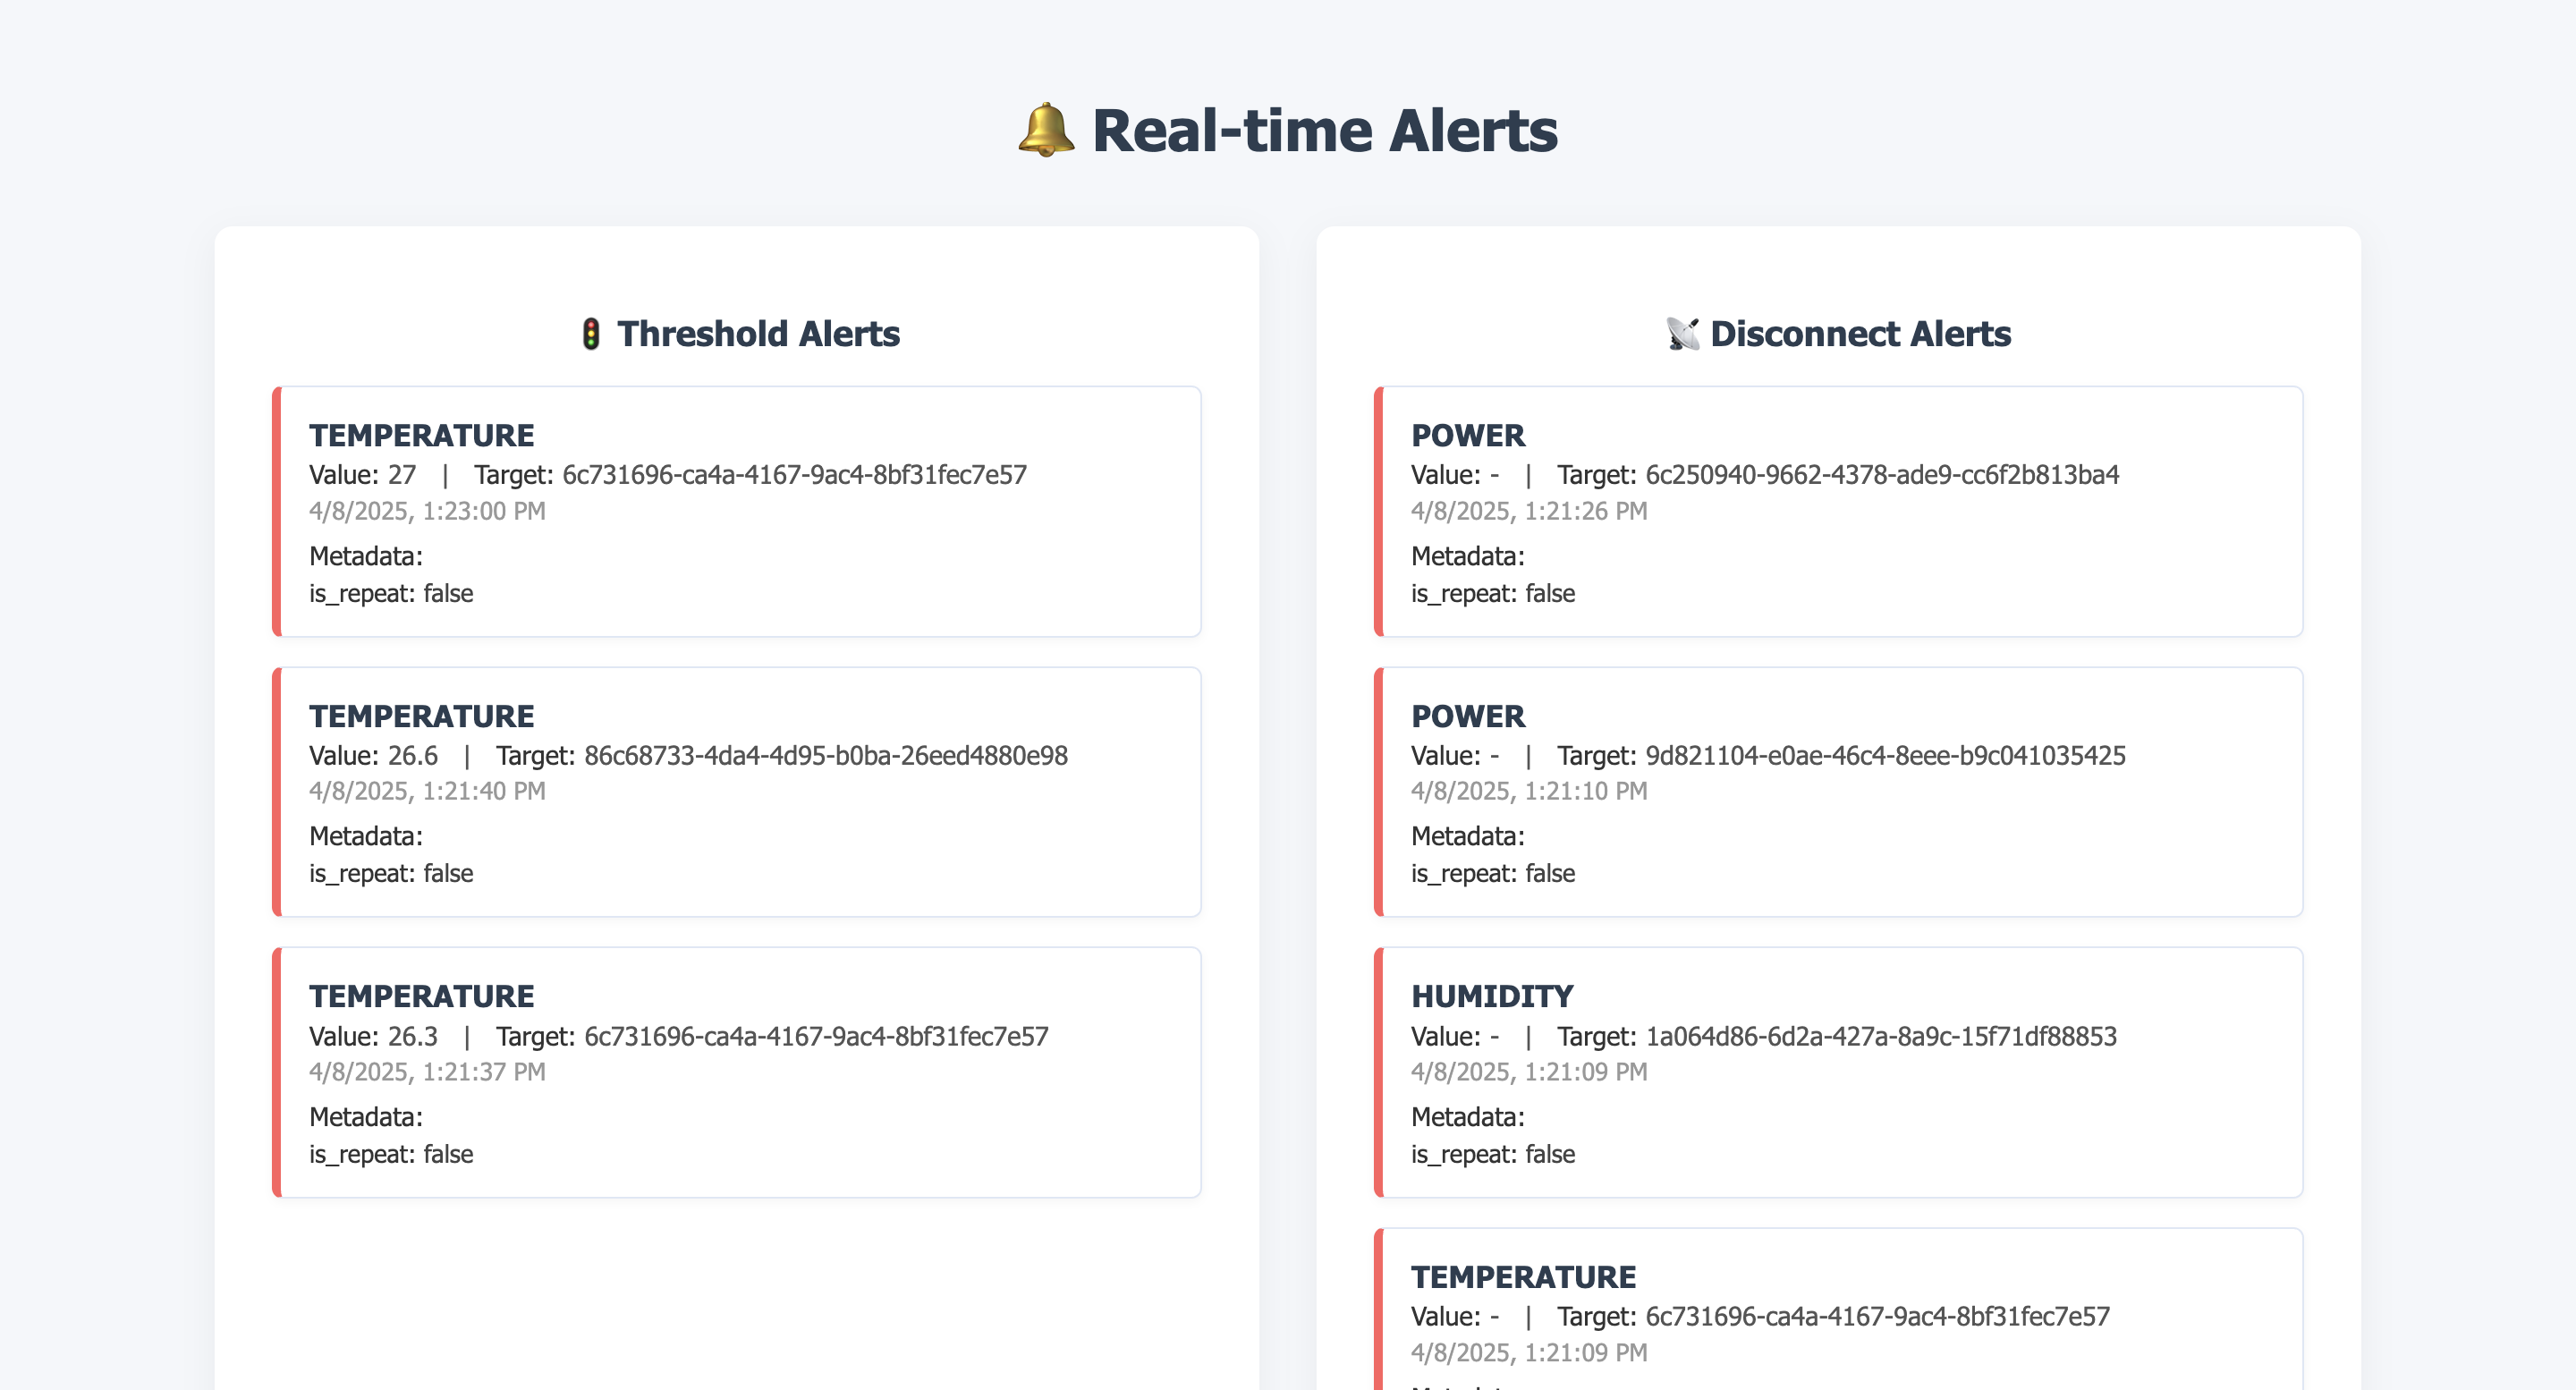 Real-time Alerts
Threshold Alerts
TEMPERATURE
Value: 27 | Target: 6c731696-ca4a-4167-9ac4-8bf31fec7e57
4/8/2025, 1:23:00 PM
Metadata:
is_repeat: false
TEMPERATURE
Value: 26.6 | Target: 86c68733-4da4-4d95-b0ba-26eed4880e98
4/8/2025, 1:21:40 PM
Metadata:
is_repeat: false
TEMPERATURE
Value: 26.3 | Target: 6c731696-ca4a-4167-9ac4-8bf31fec7e57
4/8/2025, 1:21:37 PM
Metadata:
is_repeat: false
Disconnect Alerts
POWER
Value: - | Target: 6c250940-9662-4378-ade9-cc6f2b813ba4
4/8/2025, 1:21:26 PM
Metadata:
is_repeat: false
POWER
Value: - | Target: 9d821104-e0ae-46c4-8eee-b9c041035425
4/8/2025, 1:21:10 PM
Metadata:
is_repeat: false
HUMIDITY
Value: - | Target: 1a064d86-6d2a-427a-8a9c-15f71df88853
4/8/2025, 1:21:09 PM
Metadata:
is_repeat: false
TEMPERATURE
Value: - | Target: 6c731696-ca4a-4167-9ac4-8bf31fec7e57
4/8/2025, 1:21:09 PM